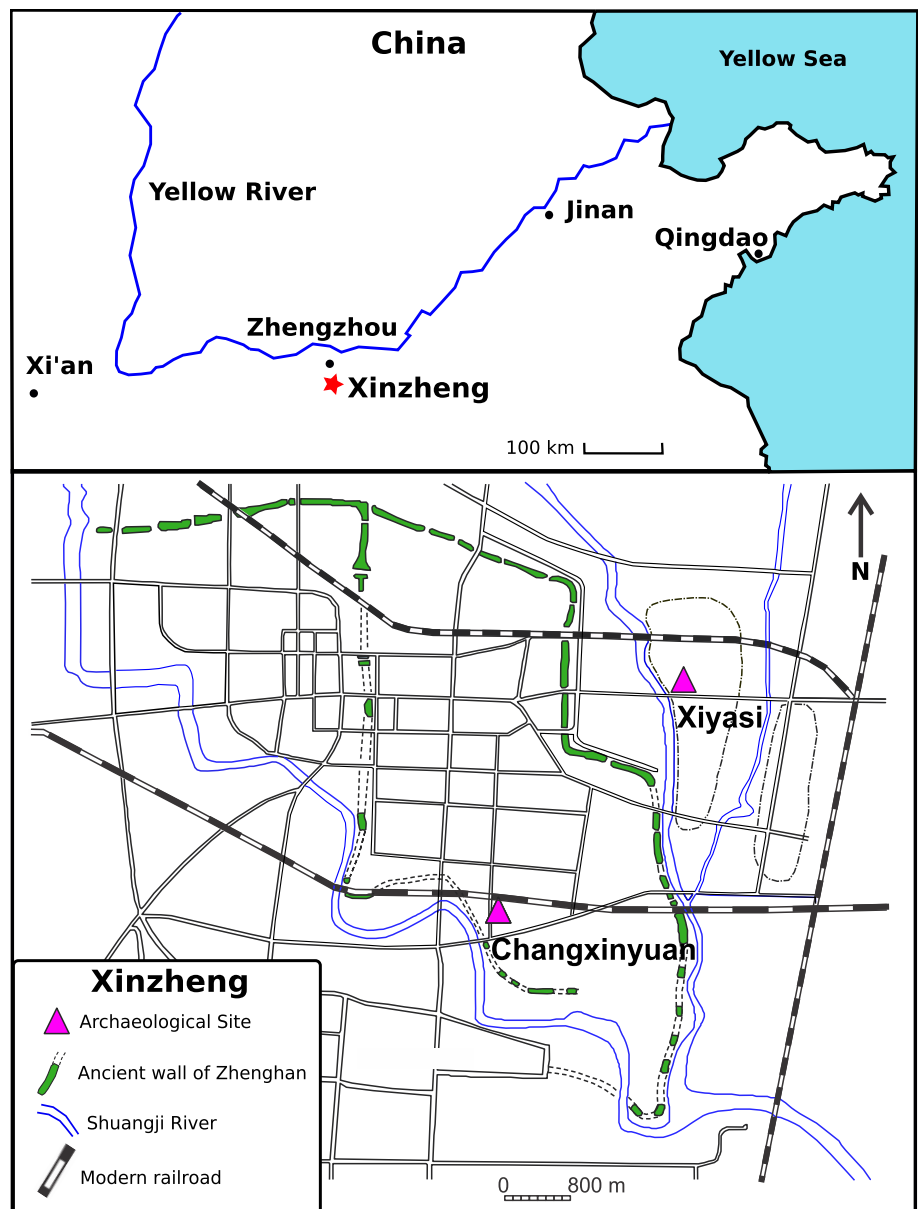 China
Yellow Sea
Yellow River
Jinan
Qingdao
Zhengzhou
Xi'an
Xinzheng
100 km
N
Xiyasi
Changxinyuan
Xinzheng
Archaeological Site
Ancient wall of Zhenghan
Shuangji River
Modern railroad
0 800 m